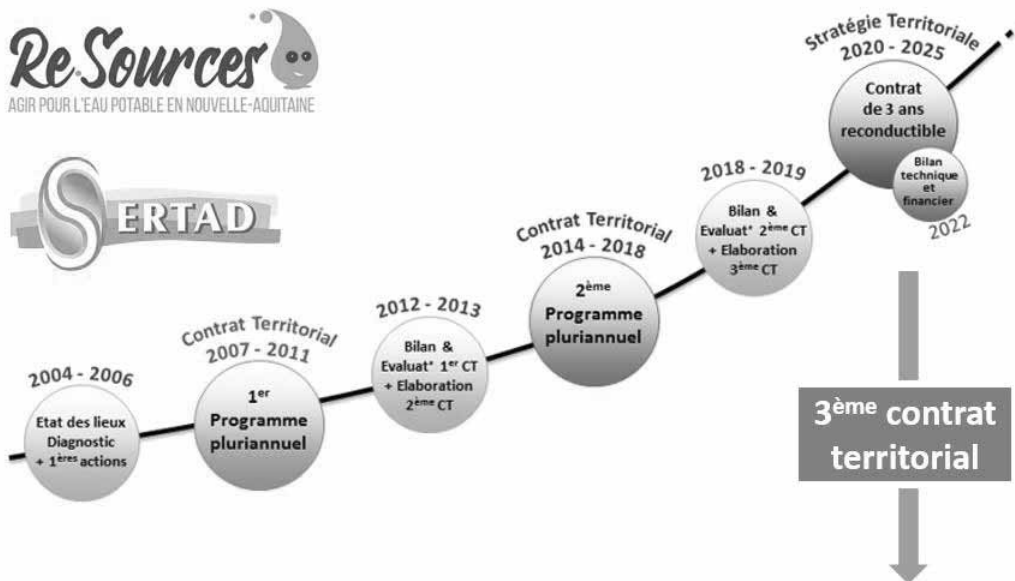 Re.Sources
AGIR POUR L'EAU POTABLE EN NOUVELLE-AQUITAINE
SERTAD
2004 - 2006
Etat des lieux
Diagnostic
+ 1ères actions
Contrat Territorial
2007 - 2011
1er
Programme
pluriannuel
2012 - 2013
Bilan &
Evaluat° 1er CT
+ Elaboration
2ème CT
Contrat Territorial
2014 - 2018
2ème
Programme
pluriannuel
2018 - 2019
Bilan &
Evaluat° 2ème CT
+ Elaboration
3ème CT
Stratégie Territoriale
2020 - 2025
Contrat
de 3 ans
reconductible
Bilan
technique
et
financier
2022
3ème contrat
territorial